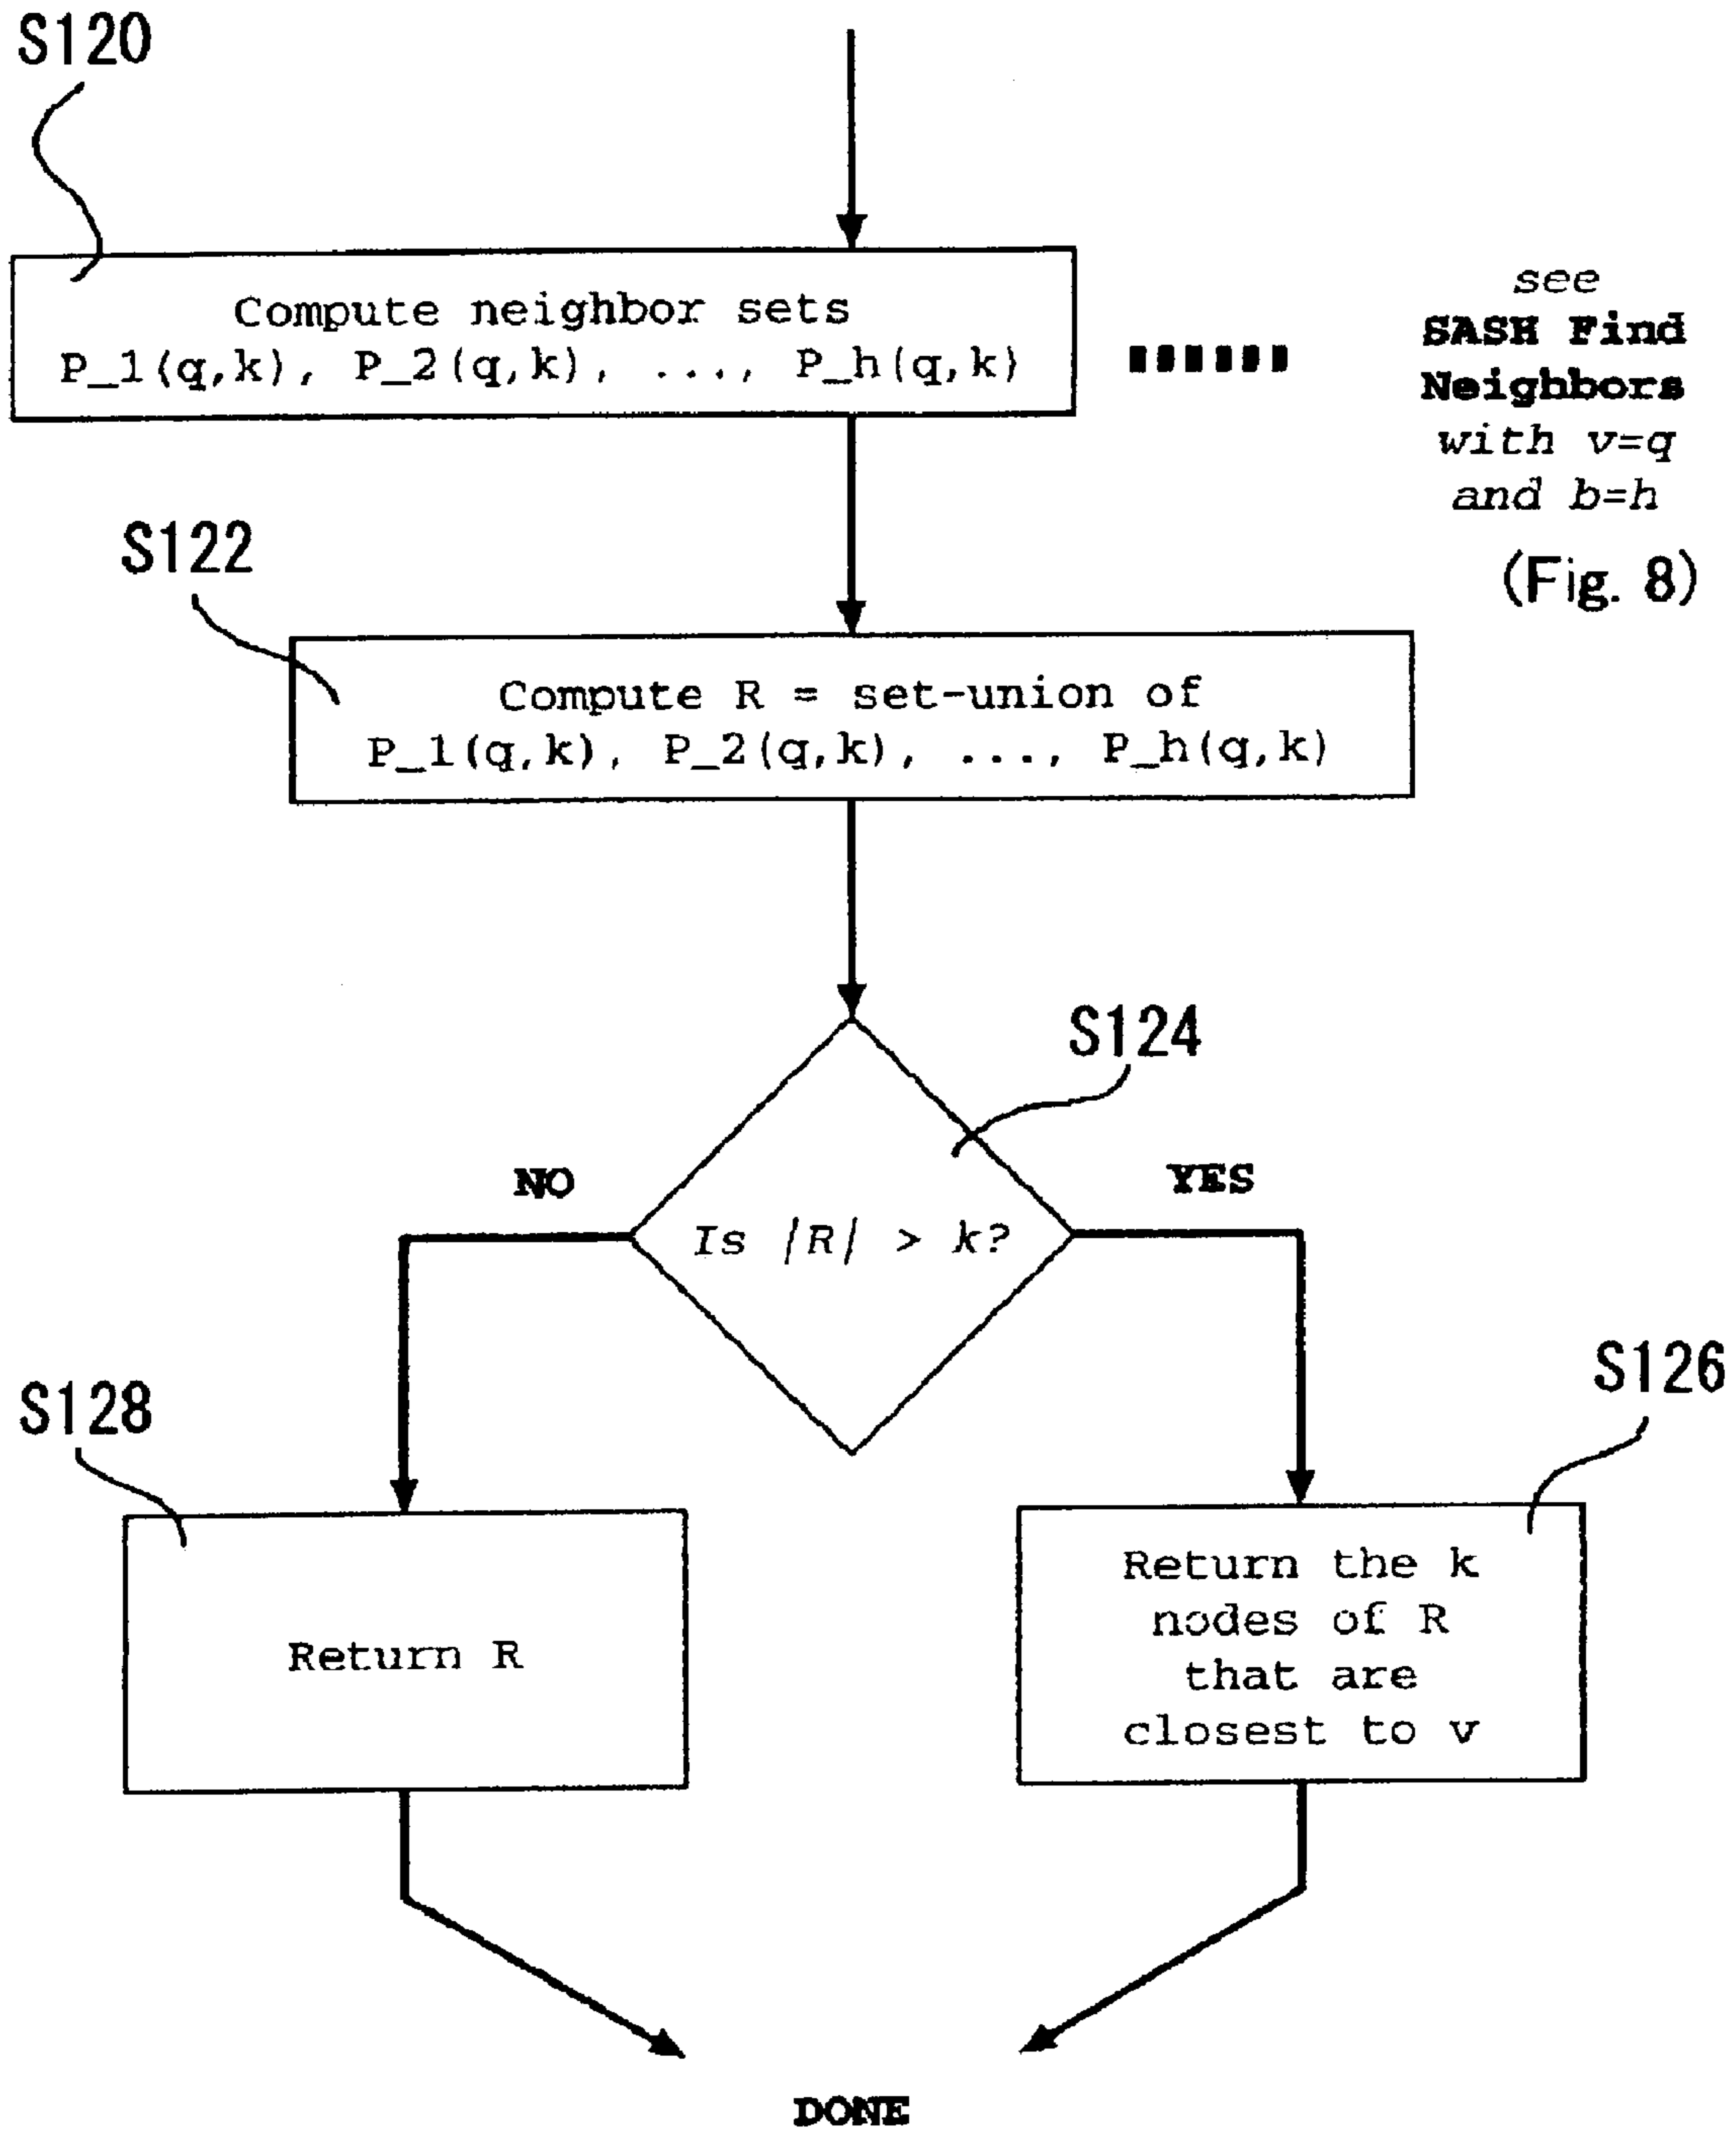 S120
Compute neighbor sets
P_1(q,k), P_2(q,k), ..., P_h(q,k)
see
SASH Find
Neighbors
with v=q
and b=h
(Fig. 8)
S122
Compute R = set-union of
P_1(q,k), P_2(q,k), ..., P_h(q,k)
S124
NO
YES
Is |R| > k?
S128
S126
Return R
Return the k
nodes of R
that are
closest to v
DONE